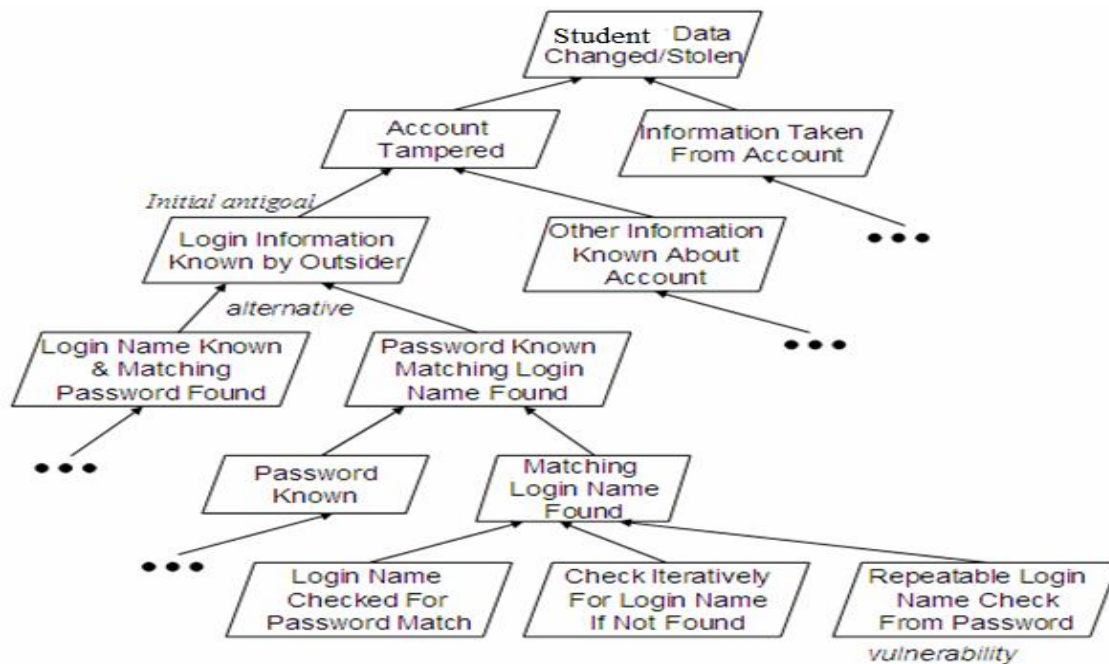 Student Data
Changed/Stolen
Account
Tampered
Information Taken
From Account
Initial antigoal
Login Information
Known by Outsider
Other Information
Known About
Account
alternative
Login Name Known
& Matching
Password Found
Password Known
Matching Login
Name Found
Password
Known
Matching
Login Name
Found
Login Name
Checked For
Password Match
Check Iteratively
For Login Name
If Not Found
Repeatable Login
Name Check
From Password
vulnerability